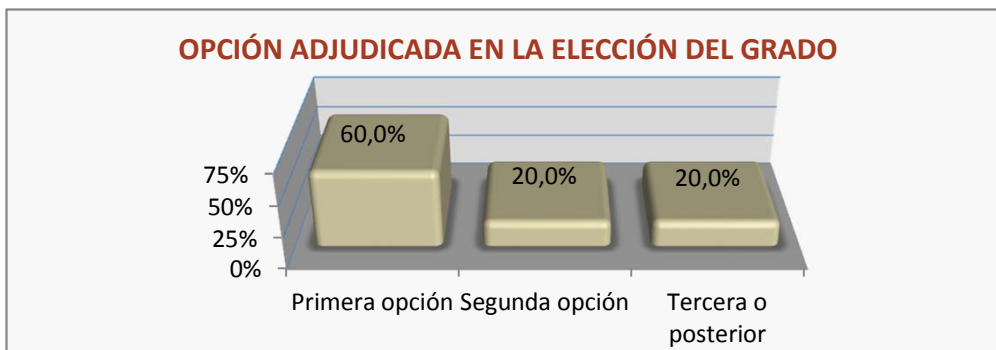 OPCIÓN ADJUDICADA EN LA ELECCIÓN DEL GRADO
60,0%
20,0%
20,0%
75%
50%
25%
0%
Primera opción
Segunda opción
Tercera o
posterior